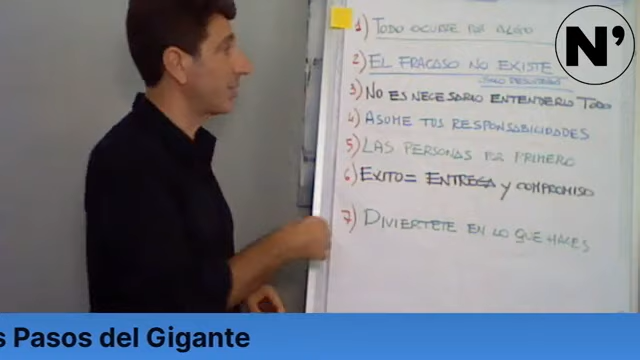 1) TODO OCURRE POR ALGO
N'
2) EL FRACASO NO EXISTE
SOLO RESULTADOS
3) NO ES NECESARIO ENTENDERLO TODO
4) ASUME TUS RESPONSABILIDADES
5) LAS PERSONAS LO PRIMERO
6) EXITO = ENTREGA y COMPROMISO
7) DIVIERTETE EN LO QUE HACES
s Pasos del Gigante